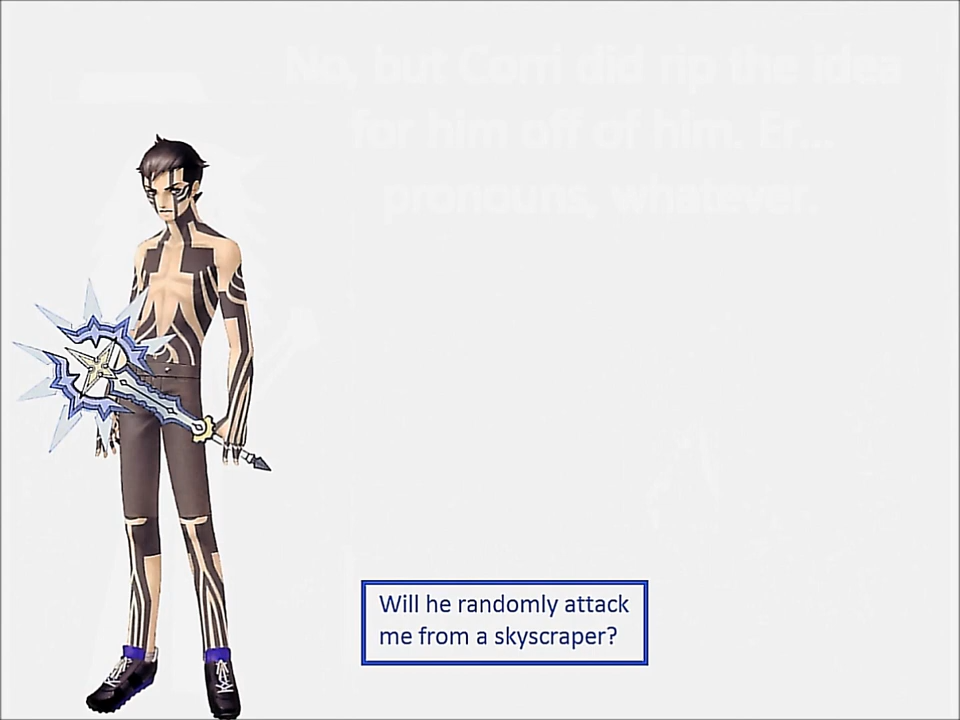 No, but Corri did rip the idea
for him off of him. Er...
pronouns, whatever.
Will he randomly attack
me from a skyscraper?